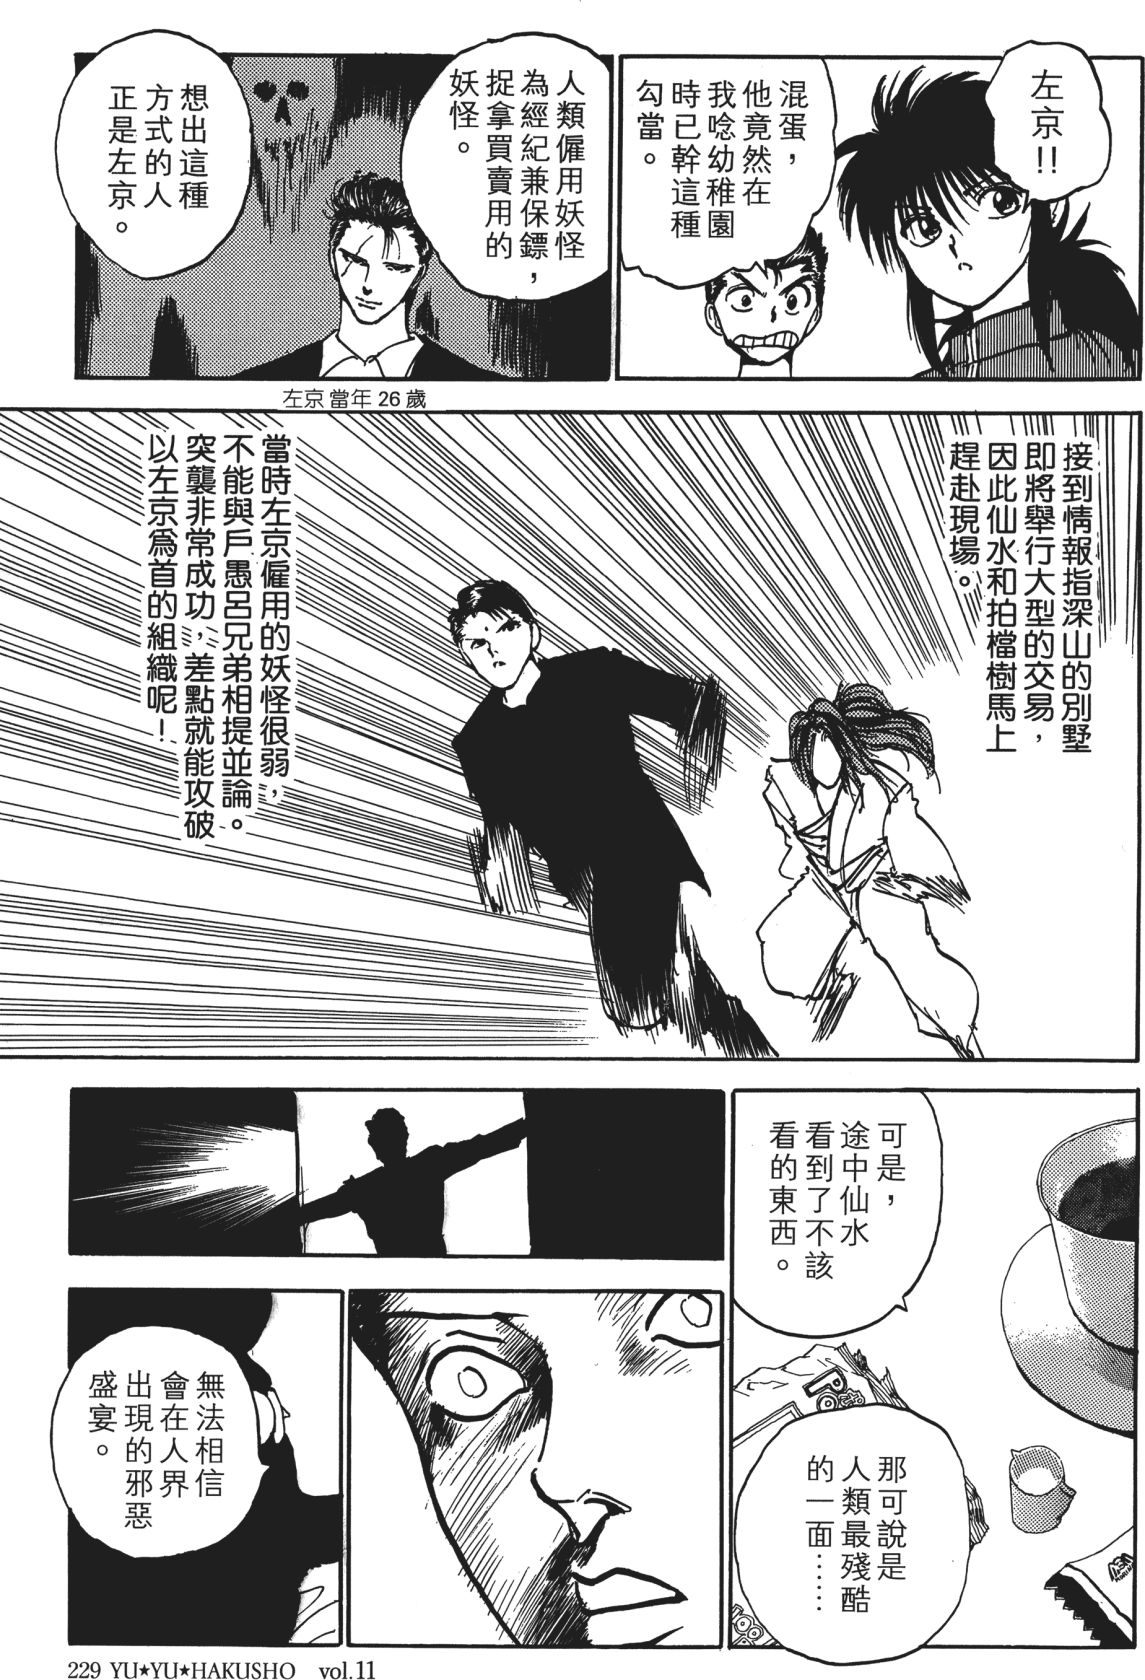 左京!!
混蛋，
他竟然在
我唸幼稚園
時已幹這種
勾當。
人類僱用妖怪
為經紀兼保鏢，
捉拿買賣用的
妖怪。
想出這種
方式的人
正是左京。
左京當年26歲
接到情報指深山的別墅
即將舉行大型的交易，
因此仙水和拍檔樹馬上
趕赴現場。
當時左京僱用的妖怪很弱，
不能與戶愚呂兄弟相提並論。
突襲非常成功，差點就能攻破
以左京爲首的組織呢！
可是，
途中仙水
看到了不該
看的東西。
那可說是
人類最殘酷
的一面……
無法相信
會在人界
出現的邪惡
盛宴。
229 YU★YU★HAKUSHO vol.11